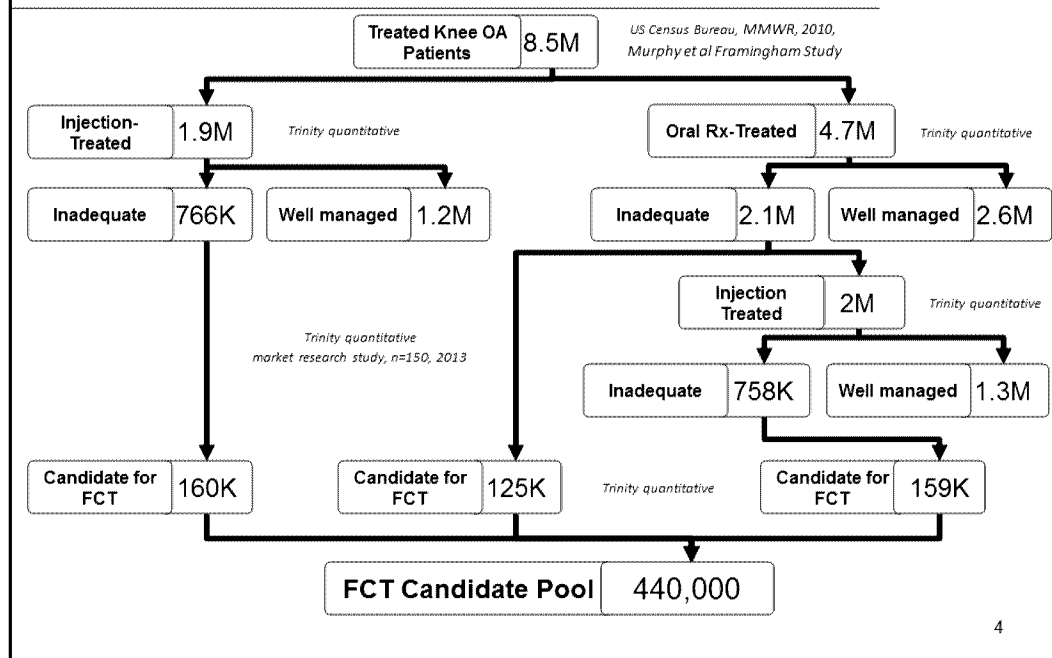 Treated Knee OA
Patients
8.5M
US Census Bureau, MMWR, 2010,
Murphy et al Framingham Study
Injection-
Treated
1.9M
Trinity quantitative
Oral Rx-Treated
4.7M
Trinity quantitative
Inadequate
766K
Well managed
1.2M
Inadequate
2.1M
Well managed
2.6M
Injection
Treated
2M
Trinity quantitative
Trinity quantitative
market research study, n=150, 2013
Inadequate
758K
Well managed
1.3M
Candidate for
FCT
160K
Candidate for
FCT
125K
Trinity quantitative
Candidate for
FCT
159K
FCT Candidate Pool
440,000
4